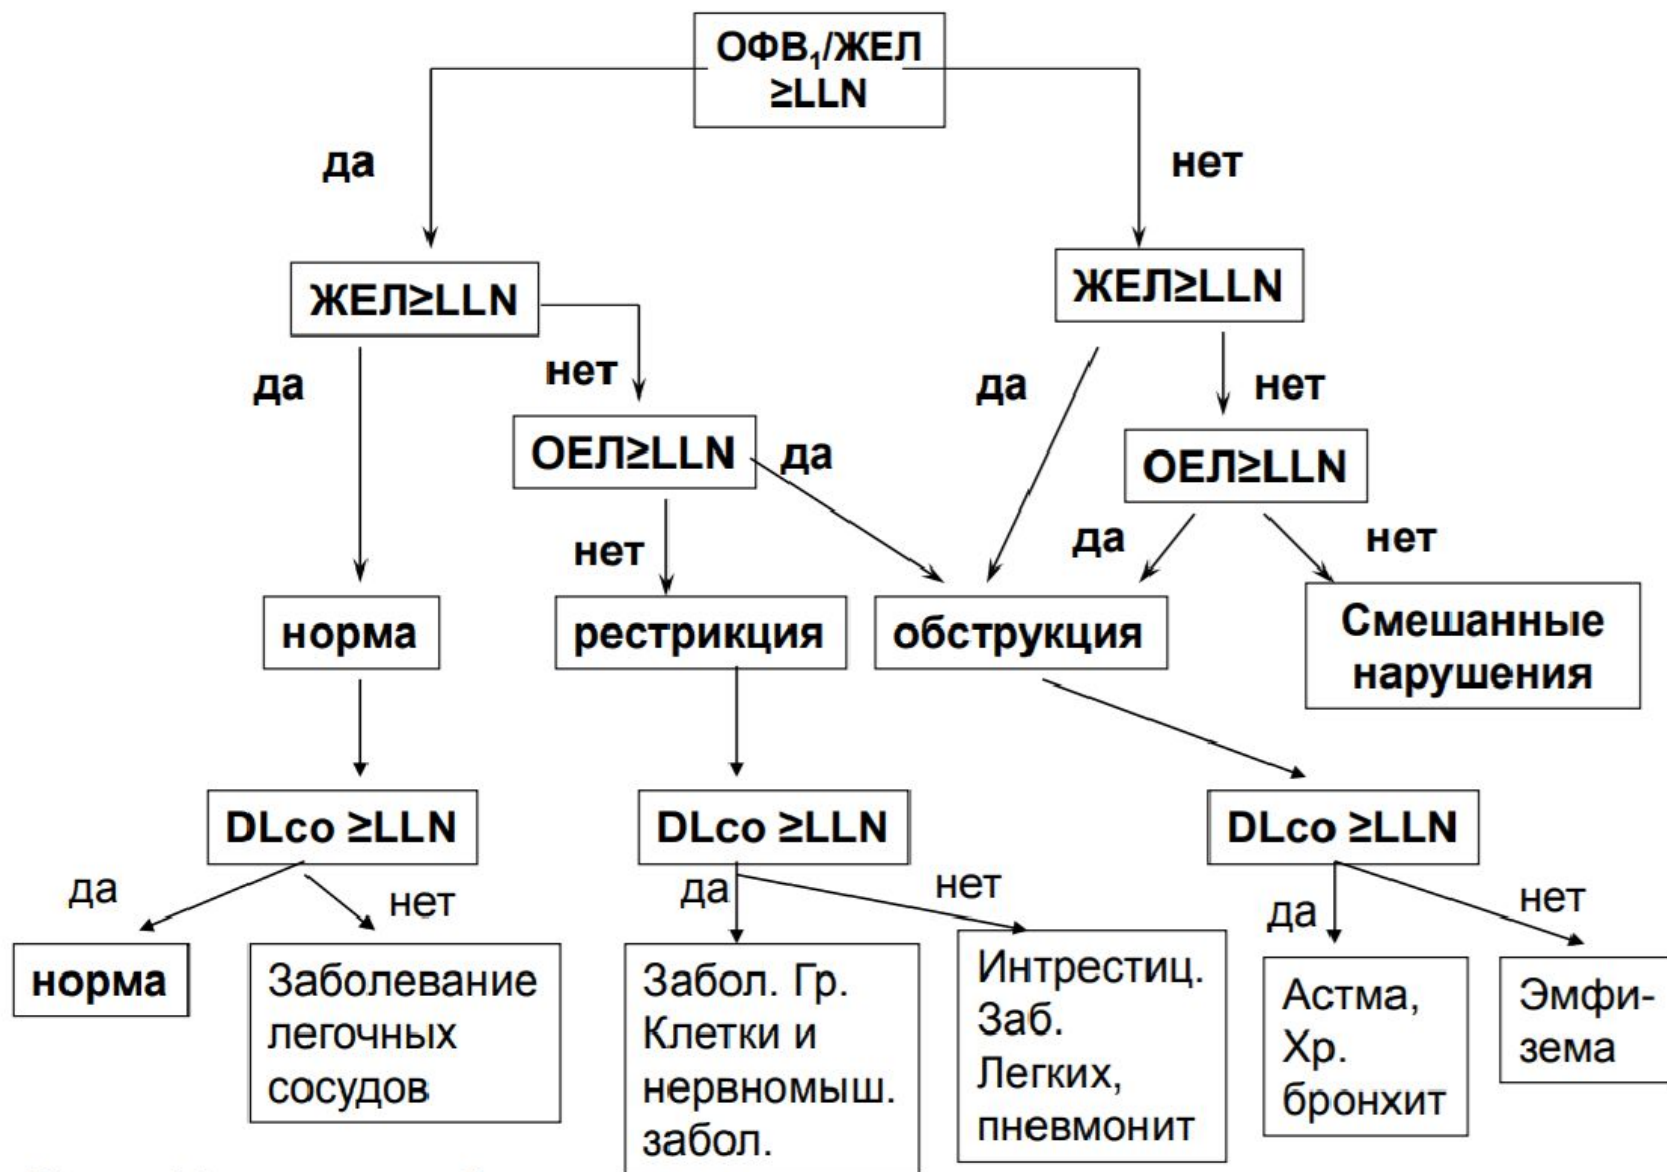 ОФВ₁/ЖЕЛ
≥LLN
да
нет
ЖЕЛ≥LLN
ЖЕЛ≥LLN
да
нет
да
нет
ОЕЛ≥LLN
да
ОЕЛ≥LLN
нет
да
нет
норма
рестрикция
обструкция
Смешанные
нарушения
DLco ≥LLN
DLco ≥LLN
DLco ≥LLN
да
нет
да
нет
да
нет
норма
Заболевание
легочных
сосудов
Забол. Гр.
Клетки и
нервномыш.
забол.
Интрестиц.
Заб.
Легких,
пневмонит
Астма,
Хр.
бронхит
Эмфи-
зема